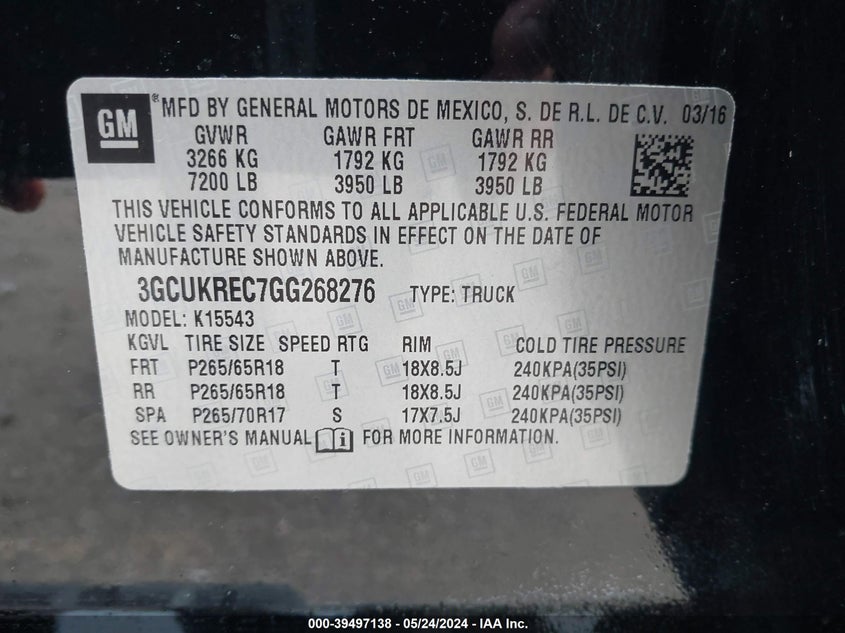 GM
®MFD BY GENERAL MOTORS DE MEXICO, S. DE R.L. DE C.V. 03/16
GVWR GAWR FRT GAWR RR
3266 KG 1792 KG 1792 KG
7200 LB 3950 LB 3950 LB
THIS VEHICLE CONFORMS TO ALL APPLICABLE U.S. FEDERAL MOTOR
VEHICLE SAFETY STANDARDS IN EFFECT ON THE DATE OF
MANUFACTURE SHOWN ABOVE.
3GCUKREC7GG268276 TYPE: TRUCK
MODEL: K15543
KGVL TIRE SIZE SPEED RTG RIM COLD TIRE PRESSURE
FRT P265/65R18 T 18X8.5J 240KPA(35PSI)
RR P265/65R18 T 18X8.5J 240KPA(35PSI)
SPA P265/70R17 S 17X7.5J 240KPA(35PSI)
SEE OWNER'S MANUAL i FOR MORE INFORMATION.
000-39497138 - 05/24/2024 - IAA Inc.